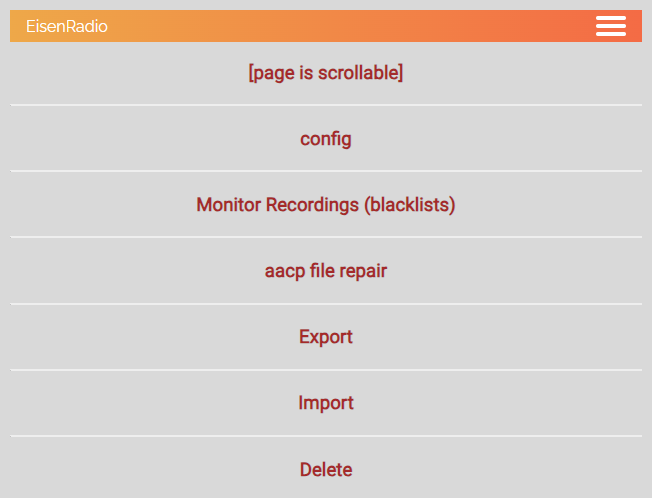 EisenRadio
[page is scrollable]
config
Monitor Recordings (blacklists)
aacp file repair
Export
Import
Delete